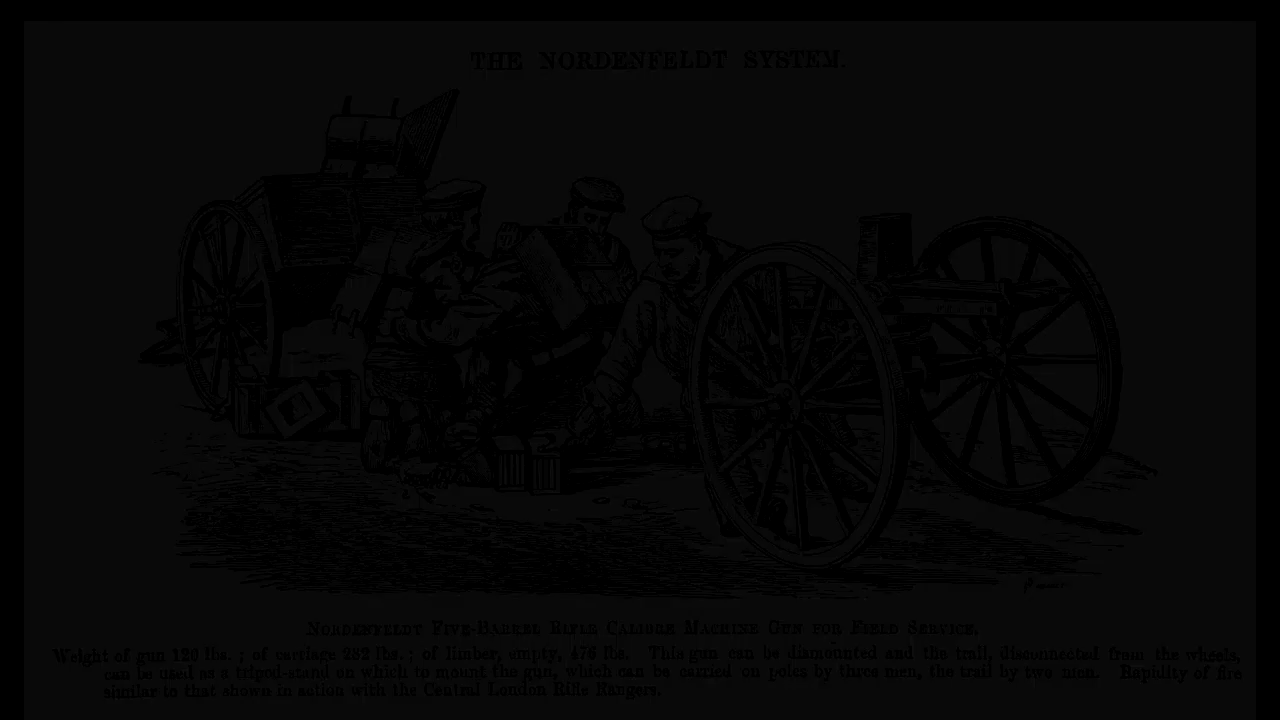 THE NORDENFELDT SYSTEM.
NORDENFELDT FIVE-BARREL RIFLE CALIBRE MACHINE GUN FOR FIELD SERVICE.
Weight of gun 120 lbs.; of carriage 282 lbs.; of limber, empty, 476 lbs. This gun can be dismounted and the trail, disconnected from the wheels,
can be used as a tripod-stand on which to mount the gun, which can be carried on poles by three men, the trail by two men. Rapidity of fire
similar to that shown in action with the Central London Rifle Rangers.